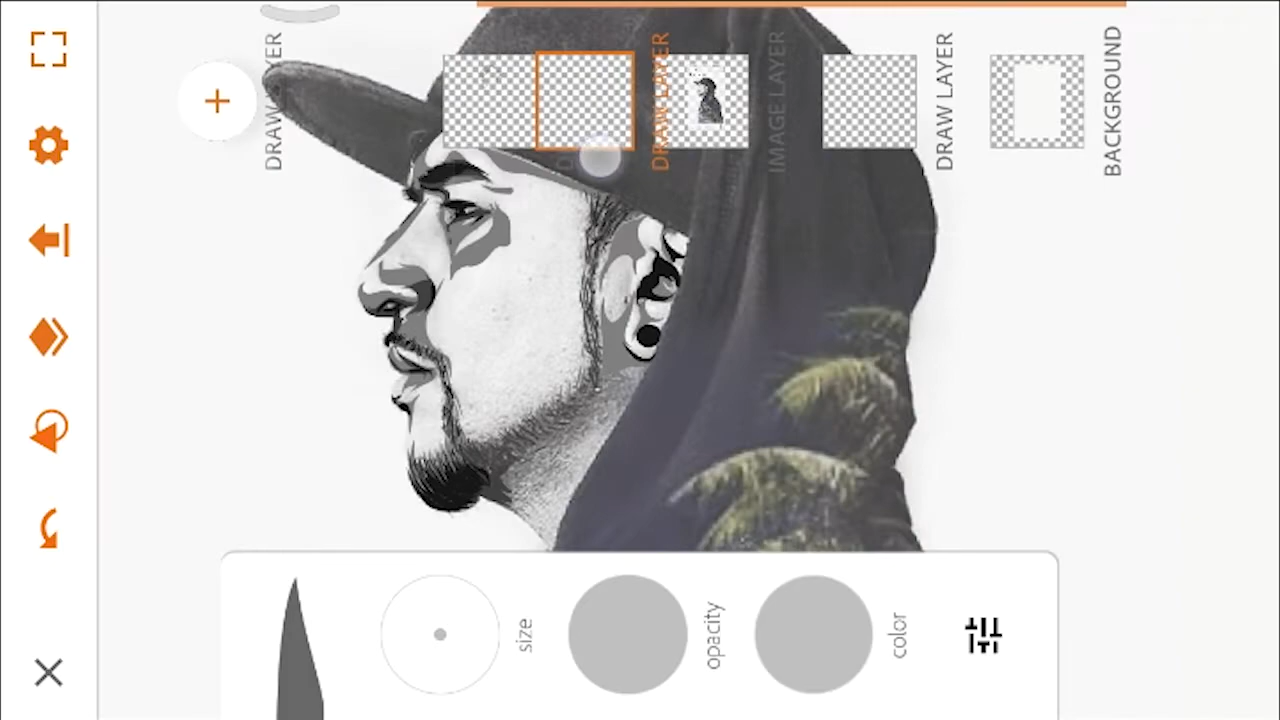 DRAW LAYER
DRAW LAYER
IMAGE LAYER
DRAW LAYER
BACKGROUND
size
opacity
color